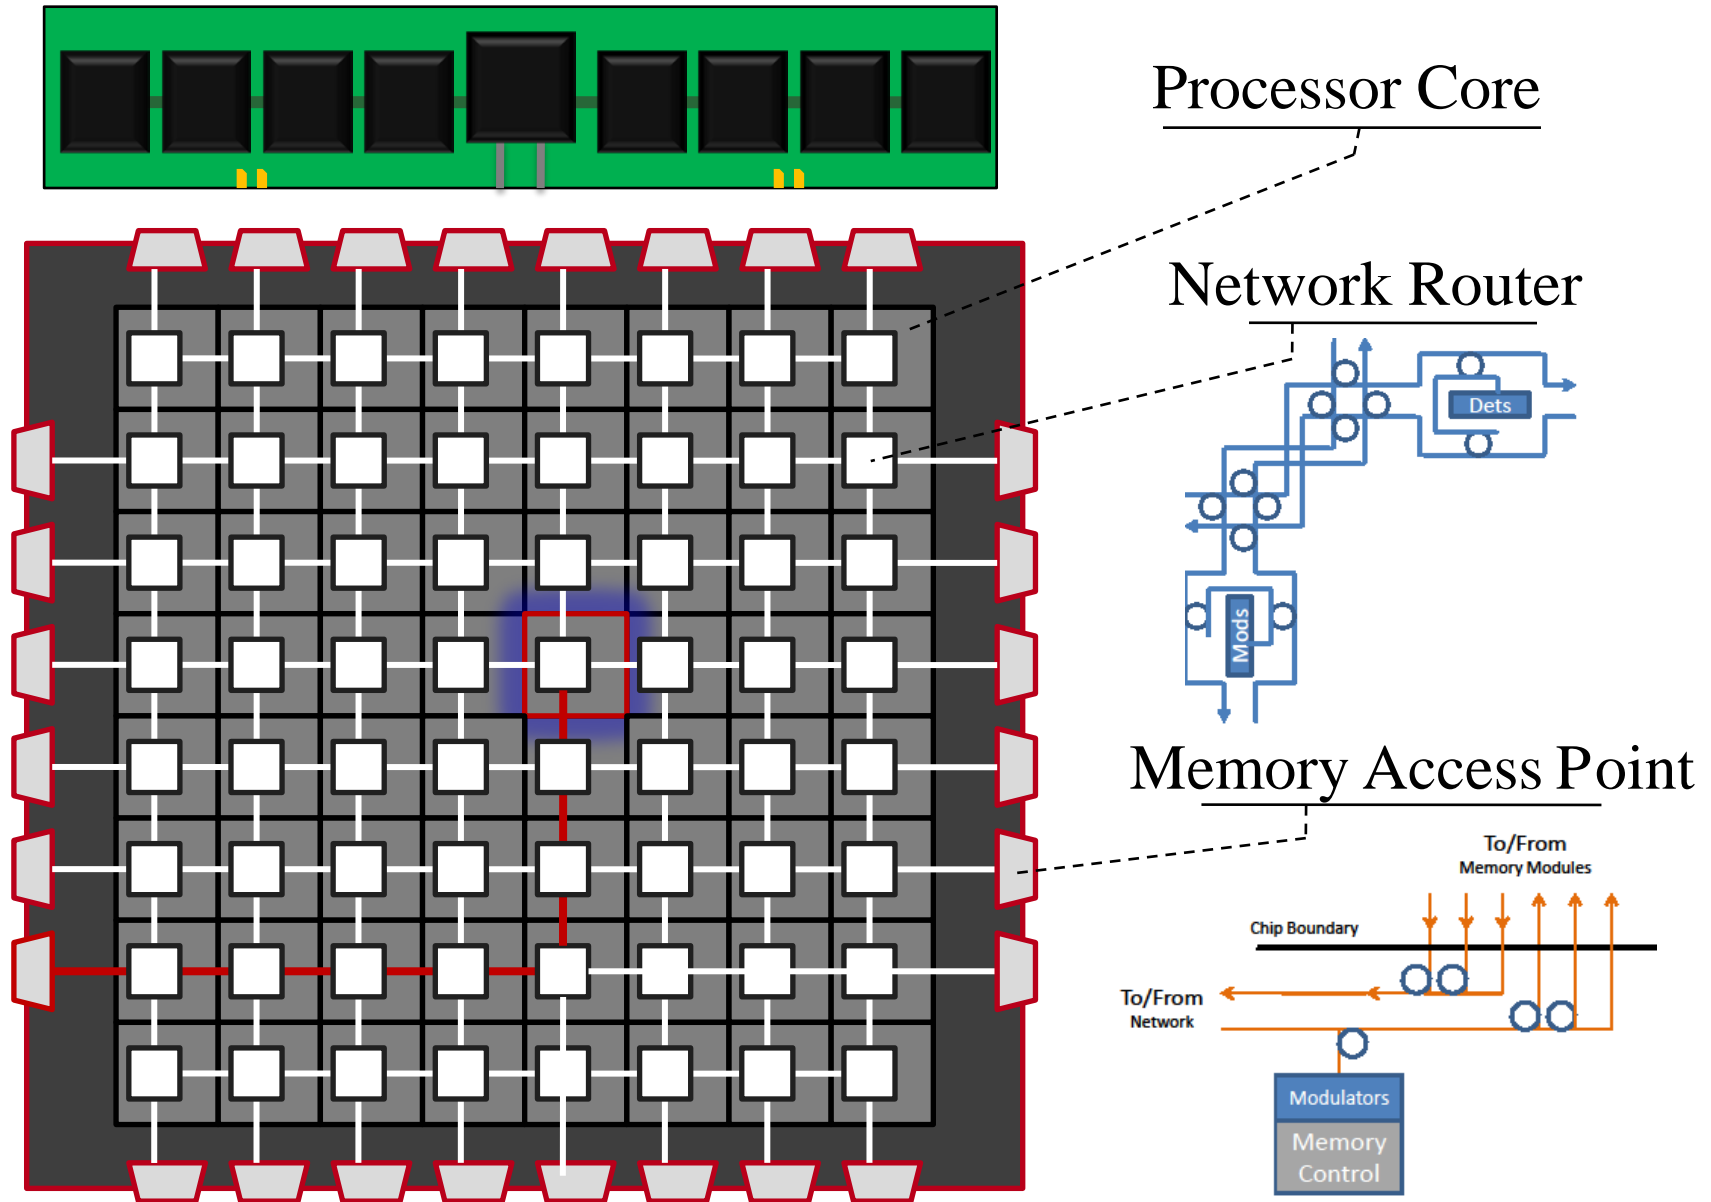 Processor Core
Network Router
Dets
Mods
Memory Access Point
To/From
Memory Modules
Chip Boundary
To/From
Network
Modulators
Memory
Control